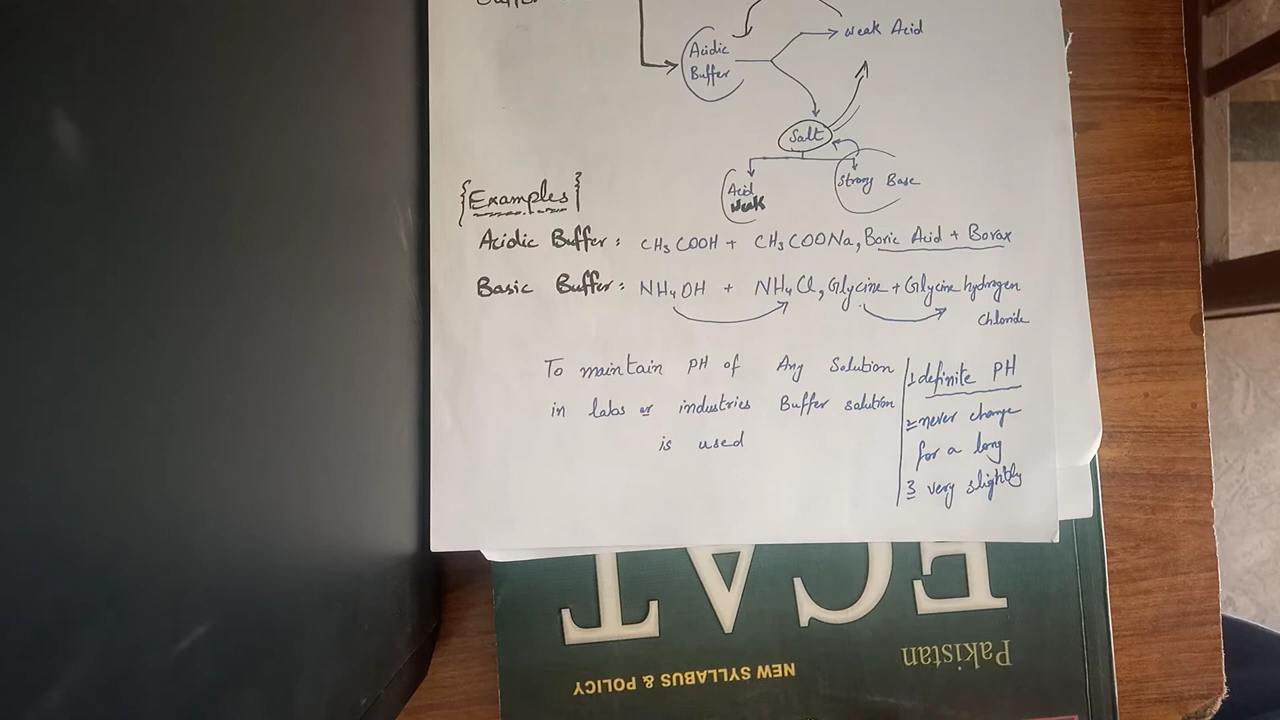 Buffer
Acidic
Buffer
Weak Acid
Salt
Acid
Weak
Strong Base
{Examples}
Acidic Buffer: CH₃COOH + CH₃COONa, Boric Acid + Borax
Basic Buffer: NH₄OH + NH₄Cl, Glycine + Glycine hydrogen
Chloride
To maintain PH of Any Solution
in labs or industries Buffer solution
is used
1 definite PH
2 never change
for a long
3 very slightly
ECAT
Pakistan
NEW SYLLABUS & POLICY